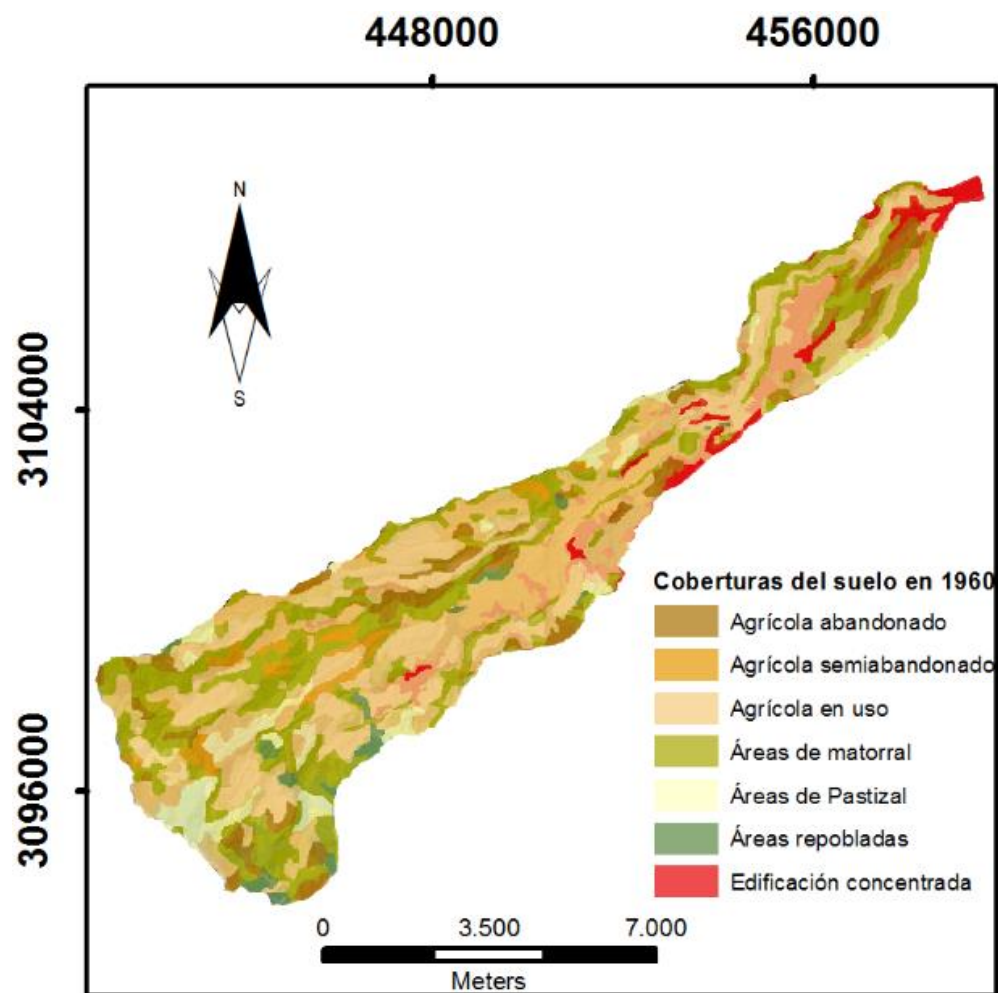 448000 456000
N
S
3104000
3096000
Coberturas del suelo en 1960
Agrícola abandonado
Agrícola semiabandonado
Agrícola en uso
Áreas de matorral
Áreas de Pastizal
Áreas repobladas
Edificación concentrada
0 3.500 7.000
Meters